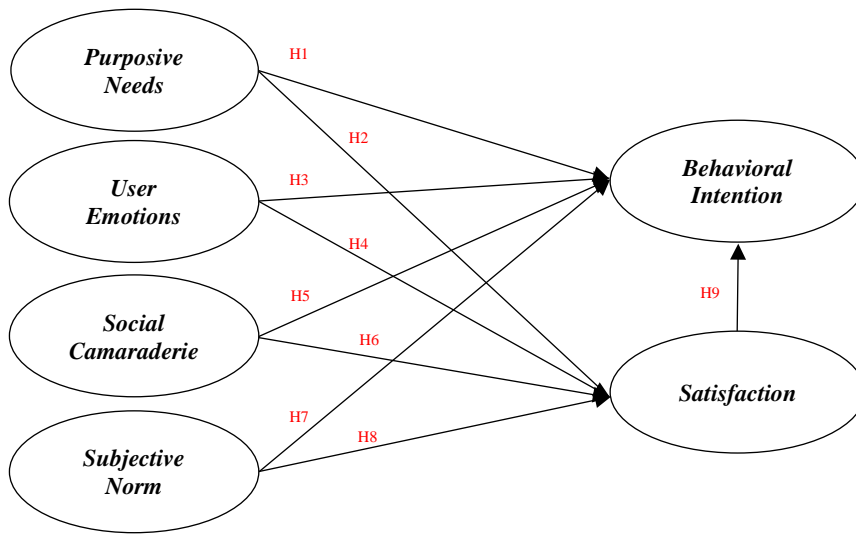 Purposive
Needs
H1
H2
User
Emotions
H3
H4
Social
Camaraderie
H5
H6
Subjective
Norm
H7
H8
Behavioral
Intention
H9
Satisfaction